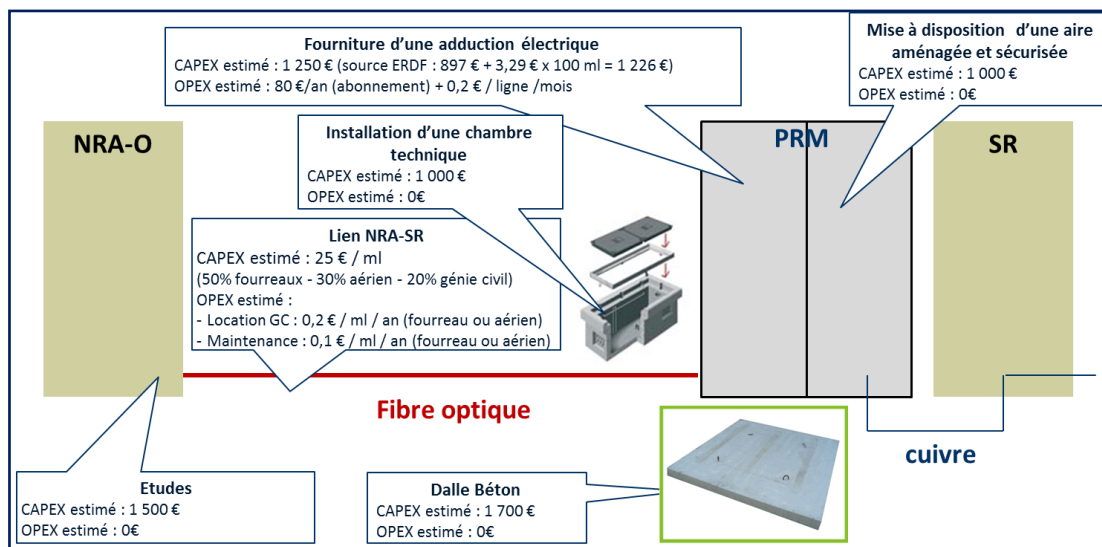 Fourniture d’une adduction électrique
CAPEX estimé : 1 250 € (source ERDF : 897 € + 3,29 € x 100 ml = 1 226 €)
OPEX estimé : 80 €/an (abonnement) + 0,2 € / ligne /mois
Mise à disposition d’une aire
aménagée et sécurisée
CAPEX estimé : 1 000 €
OPEX estimé : 0€
NRA-O
Installation d’une chambre
technique
CAPEX estimé : 1 000 €
OPEX estimé : 0€
PRM
SR
Lien NRA-SR
CAPEX estimé : 25 € / ml
(50% fourreaux - 30% aérien - 20% génie civil)
OPEX estimé :
- Location GC : 0,2 € / ml / an (fourreau ou aérien)
- Maintenance : 0,1 € / ml / an (fourreau ou aérien)
Fibre optique
cuivre
Etudes
CAPEX estimé : 1 500 €
OPEX estimé : 0€
Dalle Béton
CAPEX estimé : 1 700 €
OPEX estimé : 0€